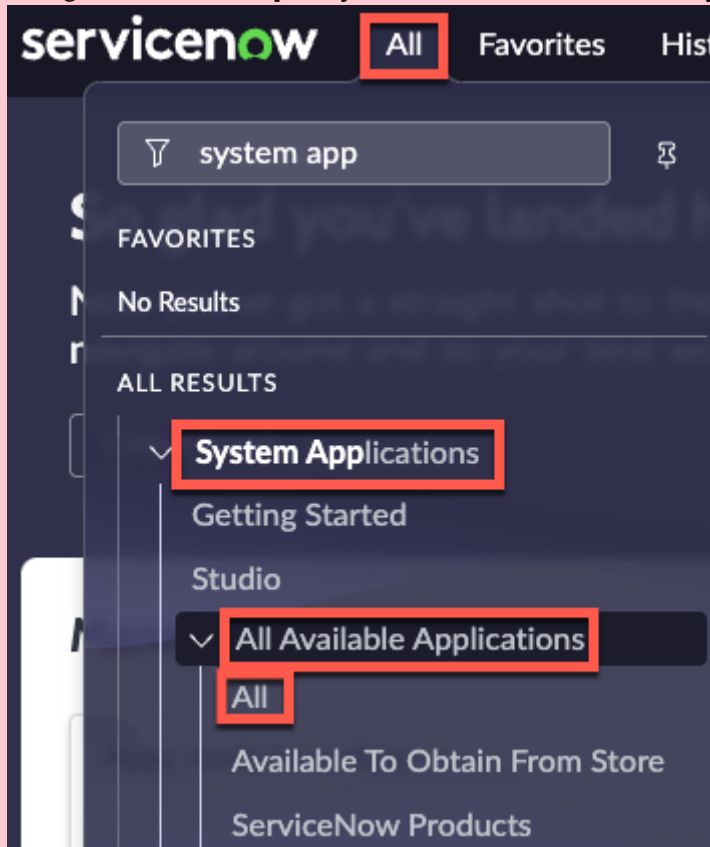 servicenow All Favorites Hist
system app
FAVORITES
No Results
ALL RESULTS
System Applications
Getting Started
Studio
All Available Applications
All
Available To Obtain From Store
ServiceNow Products